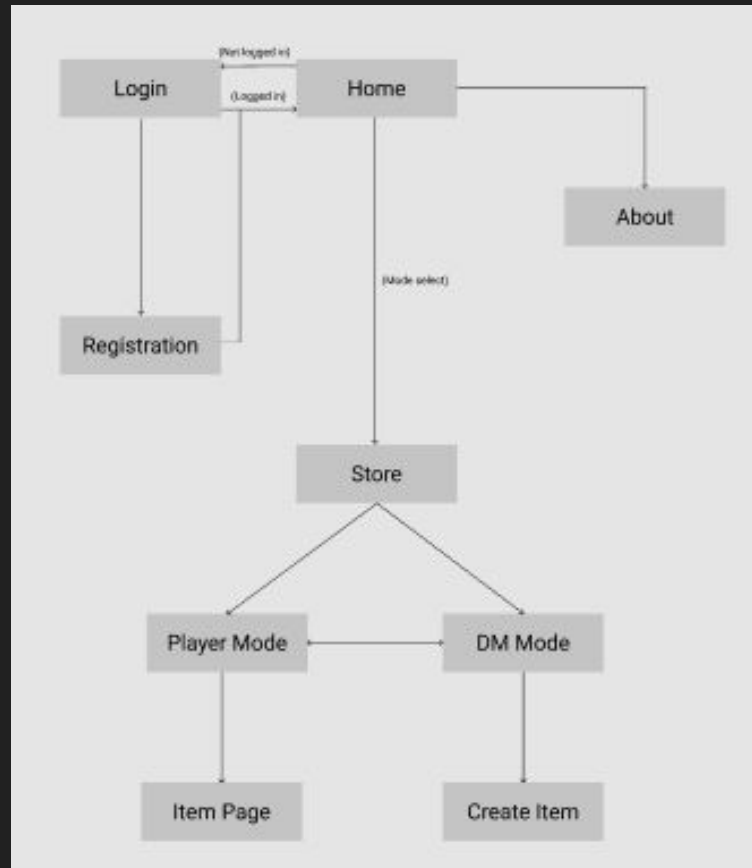 (Not logged in)
Login
Home
(Logged in)
About
(Mode select)
Registration
Store
Player Mode
DM Mode
Item Page
Create Item